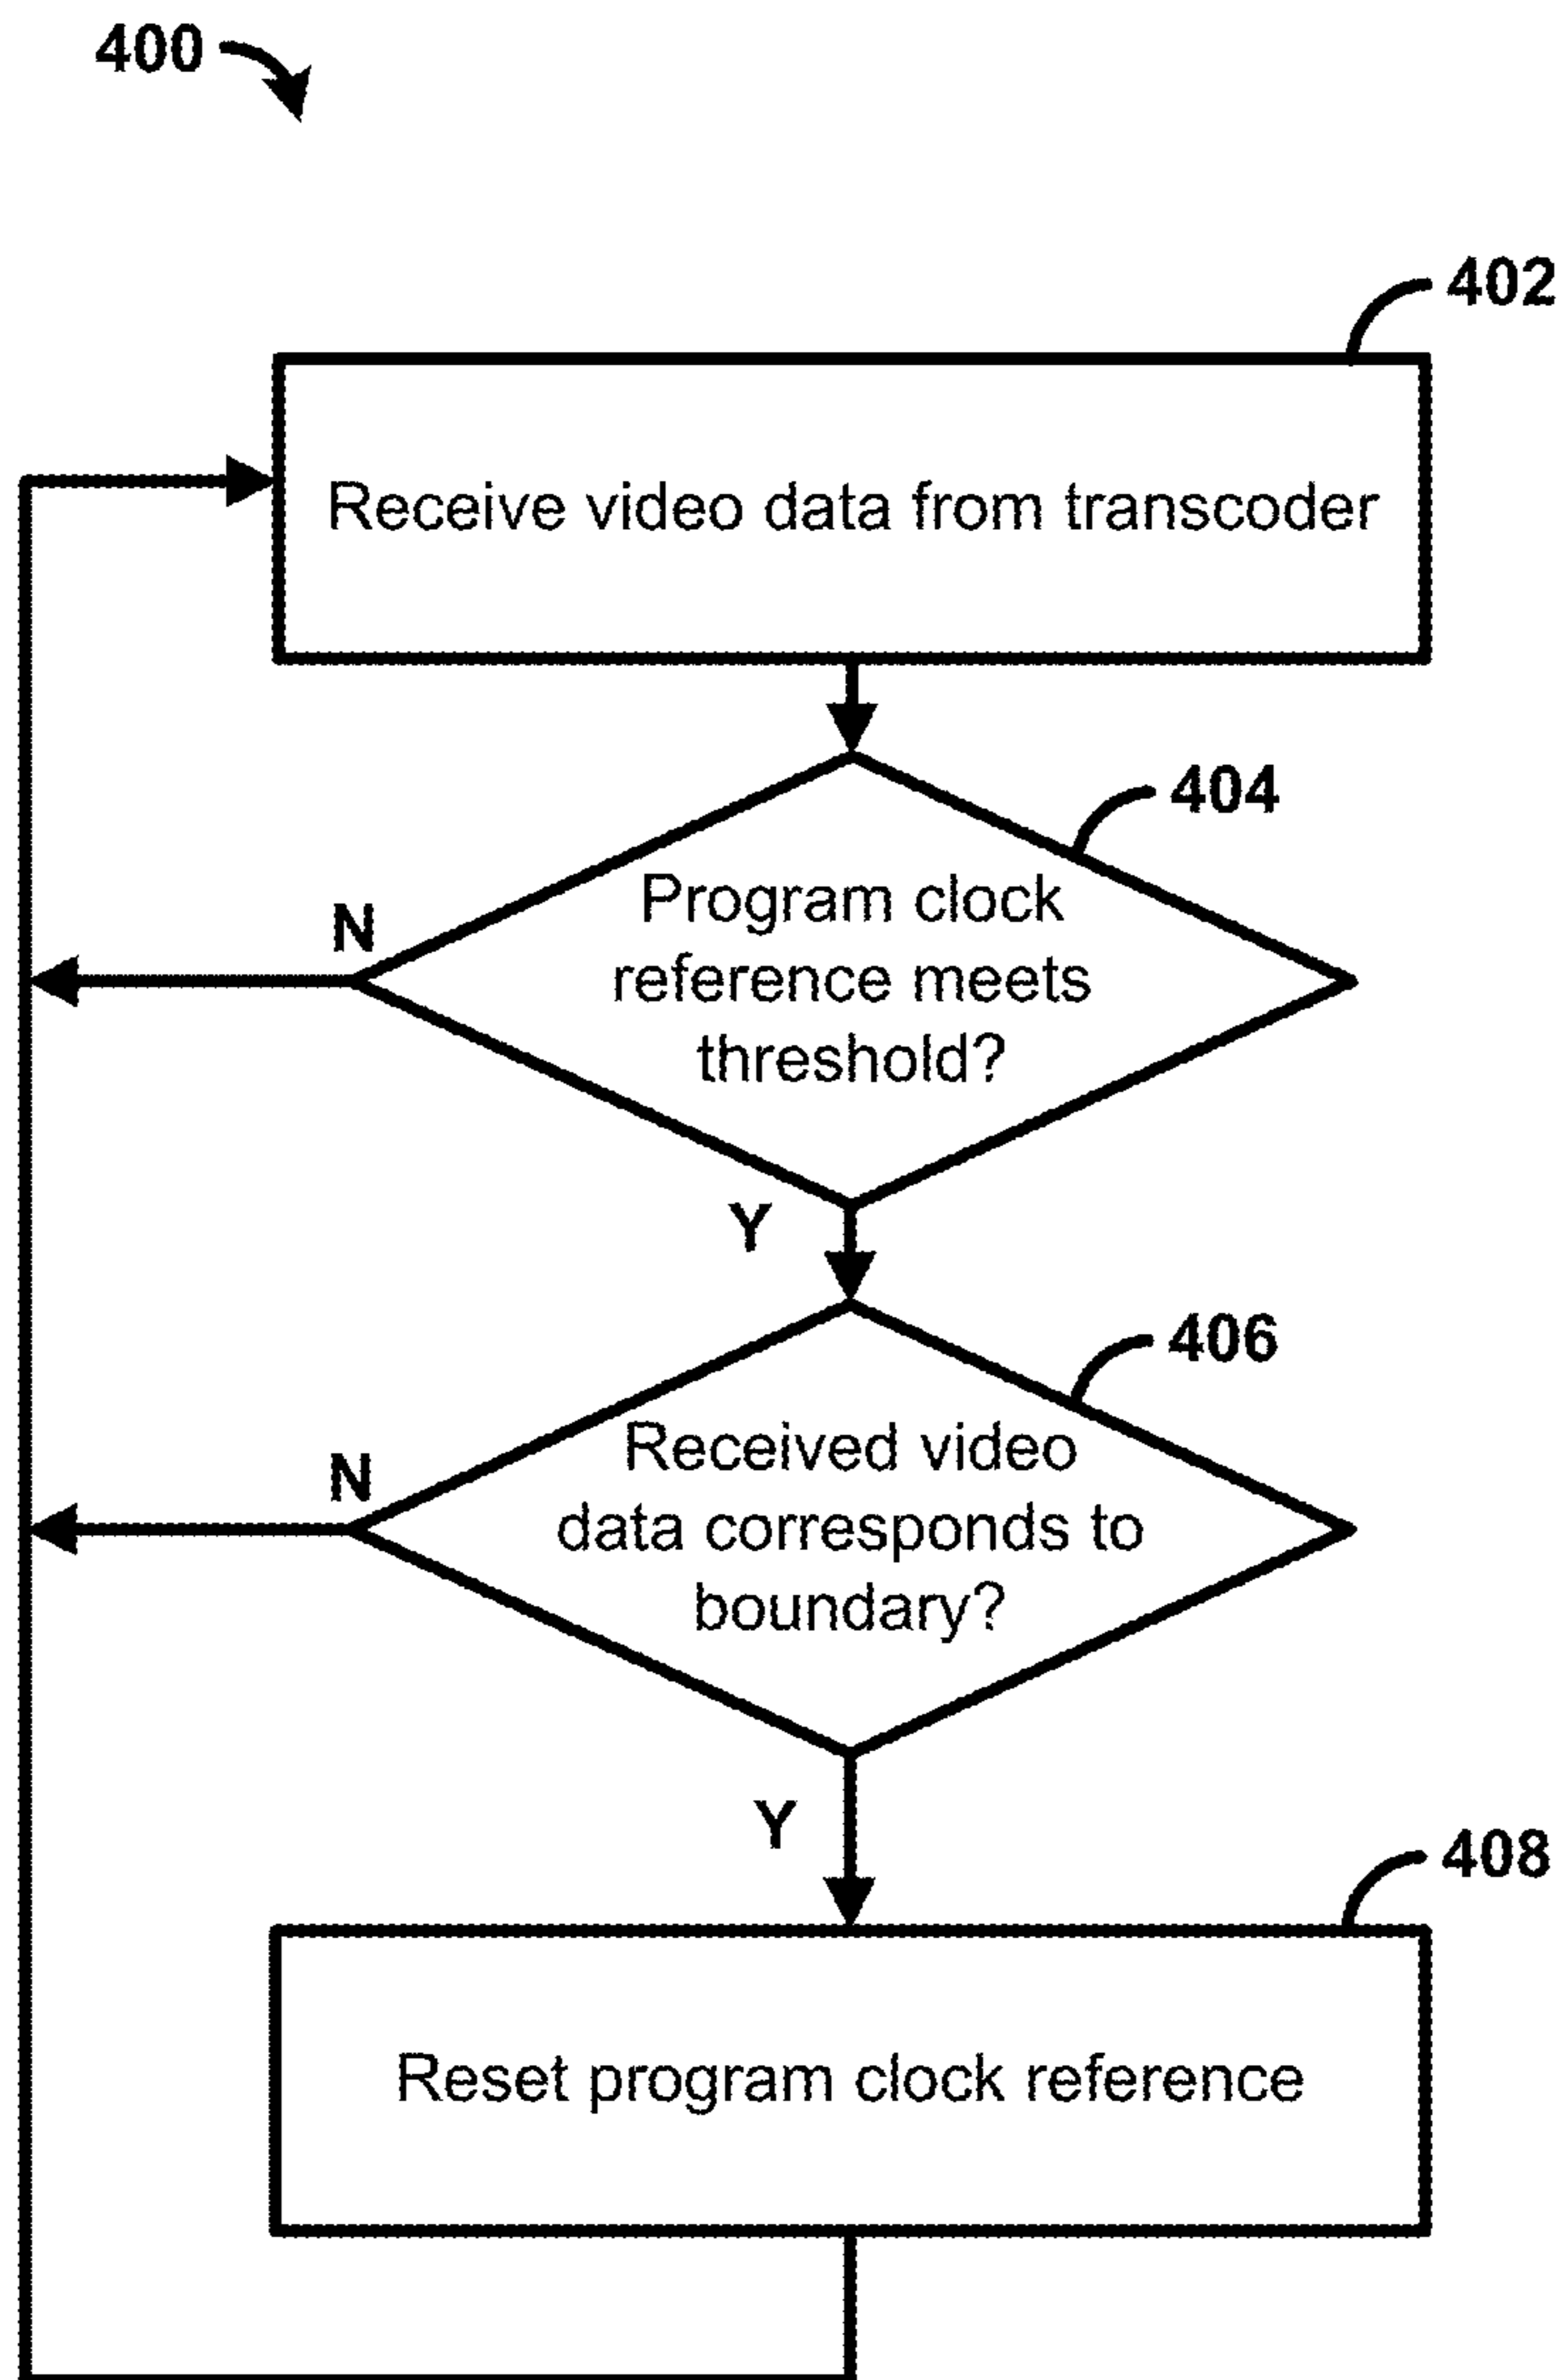 400
402
Receive video data from transcoder
404
Program clock
reference meets
threshold?
N
Y
406
Received video
data corresponds to
boundary?
N
Y
408
Reset program clock reference